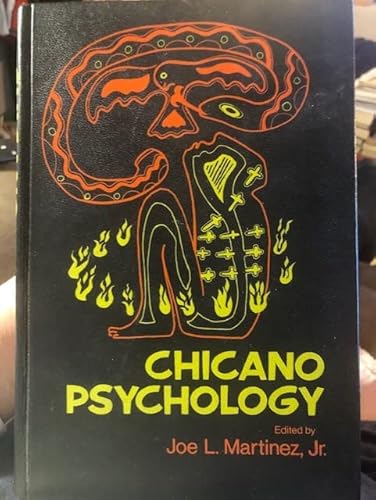 CHICANO
PSYCHOLOGY
Edited by
Joe L. Martinez, Jr.